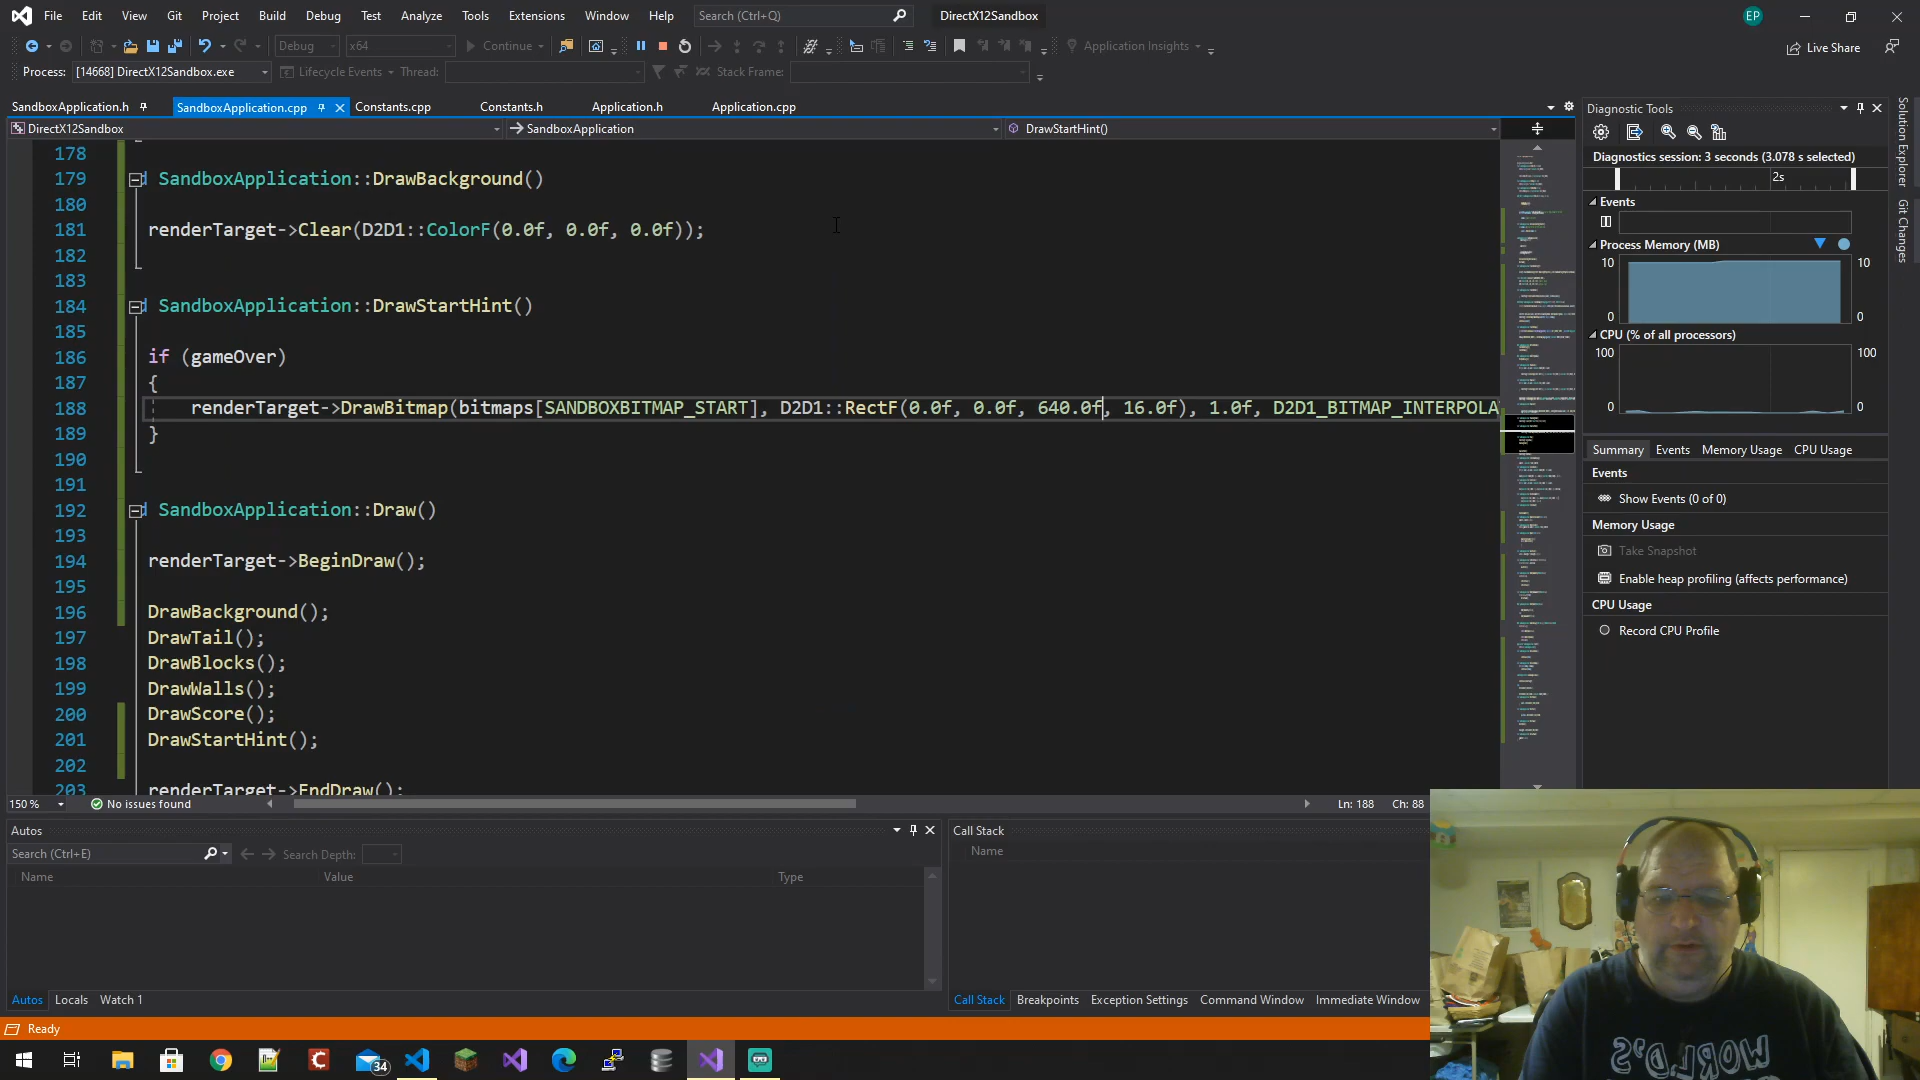 File Edit View Git Project Build Debug Test Analyze Tools Extensions Window Help Search (Ctrl+Q) DirectX12Sandbox EP
Debug x64 Continue Application Insights Live Share
Process: [14668] DirectX12Sandbox.exe Lifecycle Events Thread: Stack Frame:
SandboxApplication.h SandboxApplication.cpp Constants.cpp Constants.h Application.h Application.cpp
DirectX12Sandbox SandboxApplication DrawStartHint()
178
179 SandboxApplication::DrawBackground()
180
181 renderTarget->Clear(D2D1::ColorF(0.0f, 0.0f, 0.0f));
182
183
184 SandboxApplication::DrawStartHint()
185
186 if (gameOver)
187 {
188 renderTarget->DrawBitmap(bitmaps[SANDBOXBITMAP_START], D2D1::RectF(0.0f, 0.0f, 640.0f, 16.0f), 1.0f, D2D1_BITMAP_INTERPOLA
189 }
190
191
192 SandboxApplication::Draw()
193
194 renderTarget->BeginDraw();
195
196 DrawBackground();
197 DrawTail();
198 DrawBlocks();
199 DrawWalls();
200 DrawScore();
201 DrawStartHint();
202
203 renderTarget->EndDraw();
150 % No issues found Ln: 188 Ch: 88
Diagnostic Tools
Diagnostics session: 3 seconds (3.078 s selected)
2s
Events
Process Memory (MB)
10 10
0 0
CPU (% of all processors)
100 100
0 0
Summary Events Memory Usage CPU Usage
Events
Show Events (0 of 0)
Memory Usage
Take Snapshot
Enable heap profiling (affects performance)
CPU Usage
Record CPU Profile
Solution Explorer
Git Changes
Autos
Search (Ctrl+E) Search Depth:
Name Value Type
Autos Locals Watch 1
Call Stack
Name
Call Stack Breakpoints Exception Settings Command Window Immediate Window
Ready
34
WORLD'S